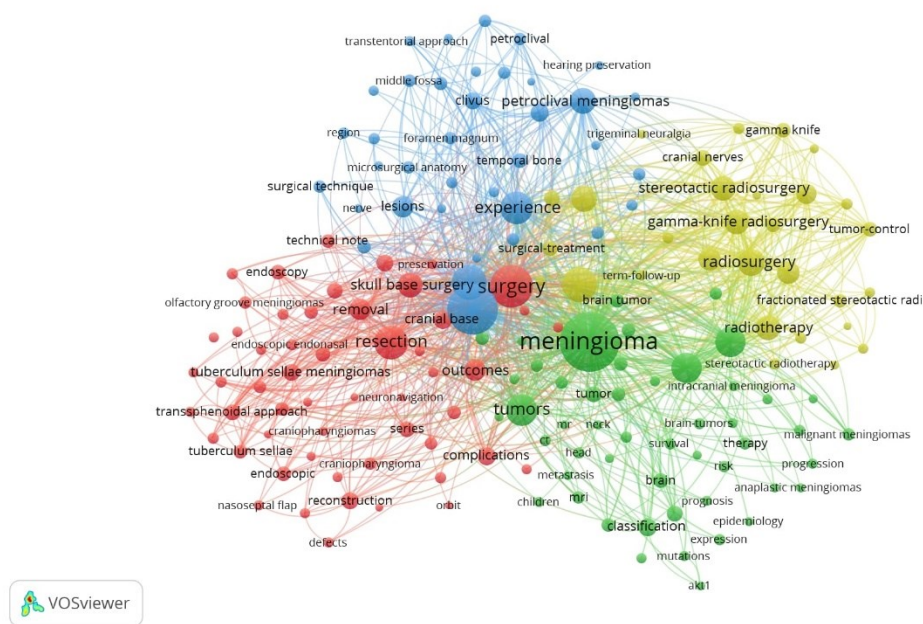 petroclival
transtentorial approach
hearing preservation
middle fossa
clivus
petroclival meningiomas
gamma knife
region
foramen magnum
trigeminal neuralgia
cranial nerves
microsurgical anatomy
temporal bone
surgical technique
stereotactic radiosurgery
nerve
lesions
experience
gamma-knife radiosurgery
tumor-control
technical note
surgical-treatment
preservation
radiosurgery
endoscopy
skull base surgery
surgery
term-follow-up
olfactory groove meningiomas
removal
brain tumor
fractionated stereotactic radi
cranial base
radiotherapy
endoscopic endonasal
resection
meningioma
tuberculum sellae meningiomas
outcomes
stereotactic radiotherapy
neuronavigation
tumor
intracranial meningioma
transsphenoidal approach
tumors
craniopharyngiomas
series
mr
neck
brain-tumors
malignant meningiomas
tuberculum sellae
ct
survival
therapy
craniopharyngioma
complications
head
endoscopic
metastasis
risk
progression
brain
anaplastic meningiomas
nasoseptal flap
reconstruction
orbit
children
mri
prognosis
classification
epidemiology
defects
expression
mutations
akt1
VOSviewer